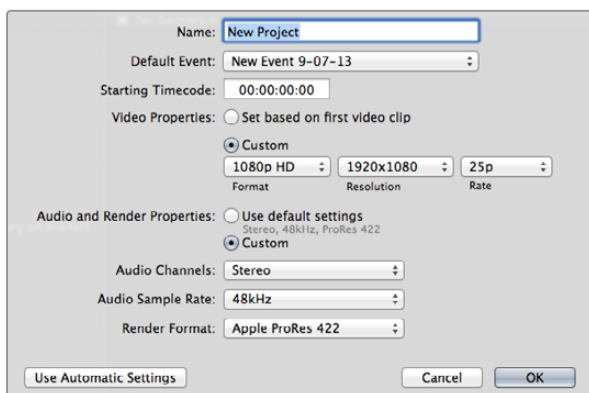 Name: New Project
Default Event: New Event 9-07-13
Starting Timecode: 00:00:00:00
Video Properties: Set based on first video clip
Custom
1080p HD 1920x1080 25p
Format Resolution Rate
Audio and Render Properties: Use default settings
Stereo, 48kHz, ProRes 422
Custom
Audio Channels: Stereo
Audio Sample Rate: 48kHz
Render Format: Apple ProRes 422
Use Automatic Settings Cancel OK